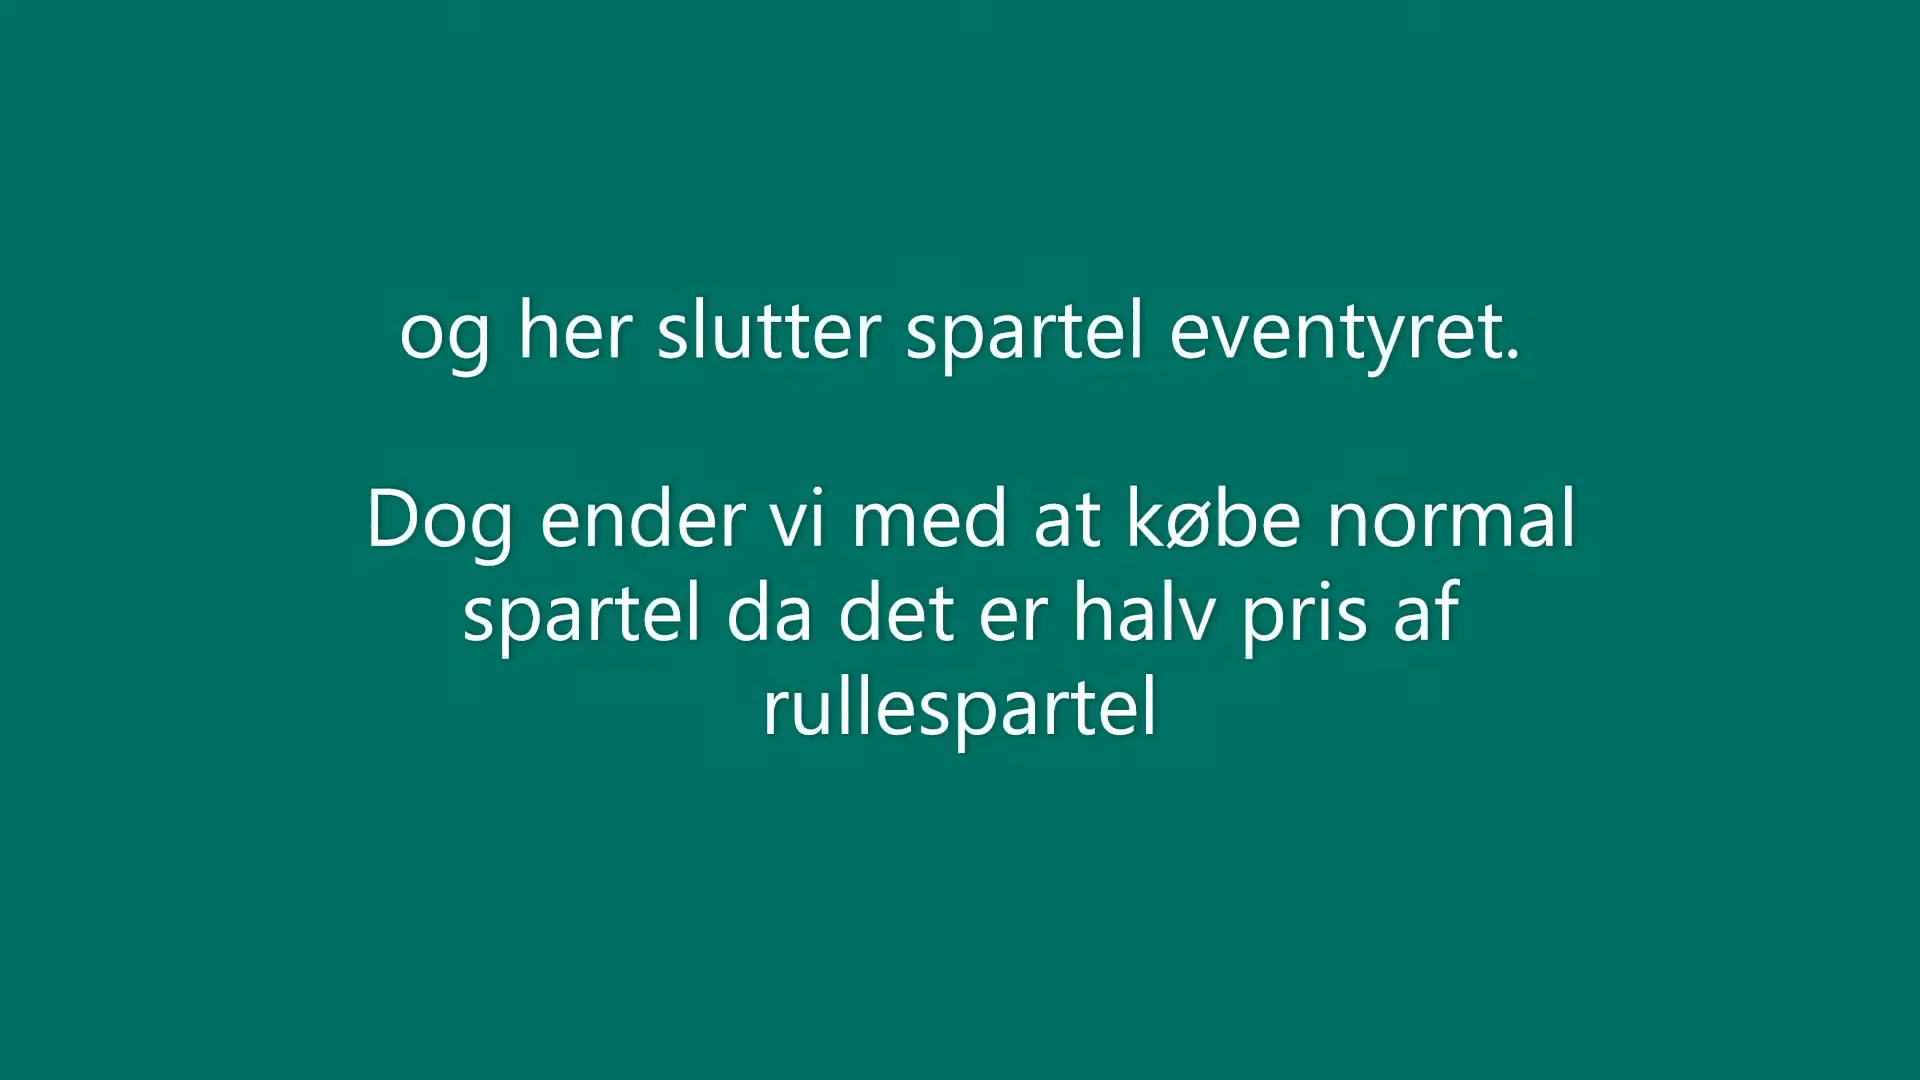 og her slutter spartel eventyret.
Dog ender vi med at købe normal
spartel da det er halv pris af
rullespartel